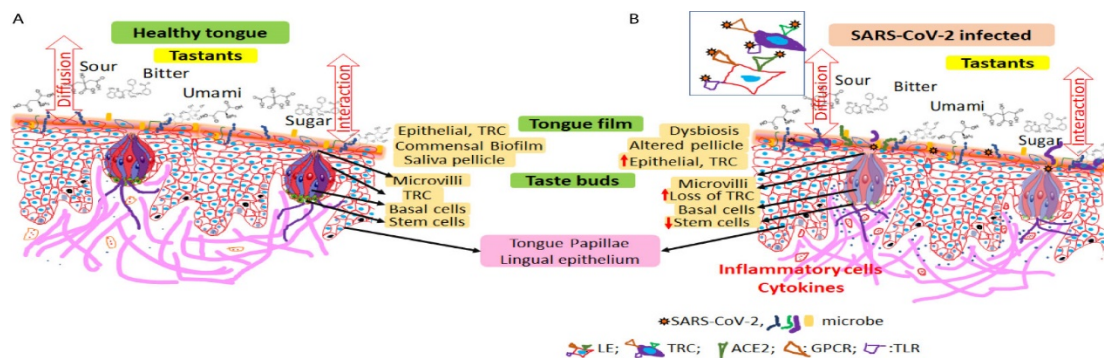 A
Healthy tongue
Tastants
Sour
Bitter
Umami
Sugar
Diffusion
Interaction
Epithelial, TRC
Commensal Biofilm
Saliva pellicle
Microvilli
TRC
Basal cells
Stem cells
Tongue film
Taste buds
Tongue Papillae
Lingual epithelium
B
SARS-CoV-2 infected
Tastants
Sour
Bitter
Umami
Sugar
Diffusion
Interaction
Dysbiosis
Altered pellicle
Epithelial, TRC
Microvilli
Loss of TRC
Basal cells
Stem cells
Inflammatory cells
Cytokines
SARS-CoV-2, microbe
LE; TRC; ACE2; :GPCR; :TLR